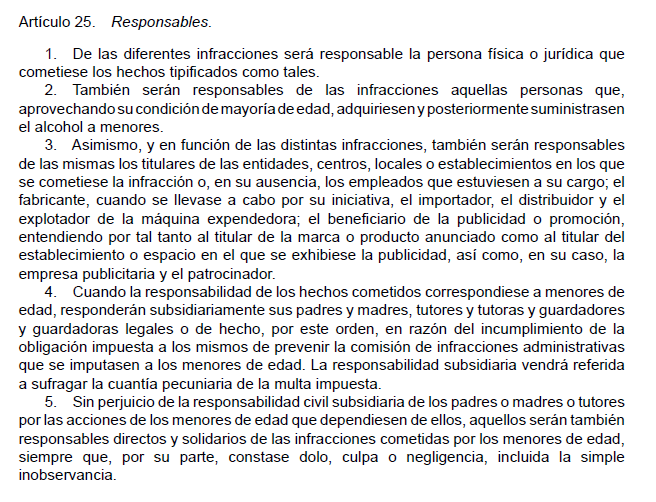 Artículo 25. Responsables.
1. De las diferentes infracciones será responsable la persona física o jurídica que
cometiese los hechos tipificados como tales.
2. También serán responsables de las infracciones aquellas personas que,
aprovechando su condición de mayoría de edad, adquiriesen y posteriormente suministrasen
el alcohol a menores.
3. Asimismo, y en función de las distintas infracciones, también serán responsables
de las mismas los titulares de las entidades, centros, locales o establecimientos en los que
se cometiese la infracción o, en su ausencia, los empleados que estuviesen a su cargo; el
fabricante, cuando se llevase a cabo por su iniciativa, el importador, el distribuidor y el
explotador de la máquina expendedora; el beneficiario de la publicidad o promoción,
entendiendo por tal tanto al titular de la marca o producto anunciado como al titular del
establecimiento o espacio en el que se exhibiese la publicidad, así como, en su caso, la
empresa publicitaria y el patrocinador.
4. Cuando la responsabilidad de los hechos cometidos correspondiese a menores de
edad, responderán subsidiariamente sus padres y madres, tutores y tutoras y guardadores
y guardadoras legales o de hecho, por este orden, en razón del incumplimiento de la
obligación impuesta a los mismos de prevenir la comisión de infracciones administrativas
que se imputasen a los menores de edad. La responsabilidad subsidiaria vendrá referida
a sufragar la cuantía pecuniaria de la multa impuesta.
5. Sin perjuicio de la responsabilidad civil subsidiaria de los padres o madres o tutores
por las acciones de los menores de edad que dependiesen de ellos, aquellos serán también
responsables directos y solidarios de las infracciones cometidas por los menores de edad,
siempre que, por su parte, constase dolo, culpa o negligencia, incluida la simple
inobservancia.